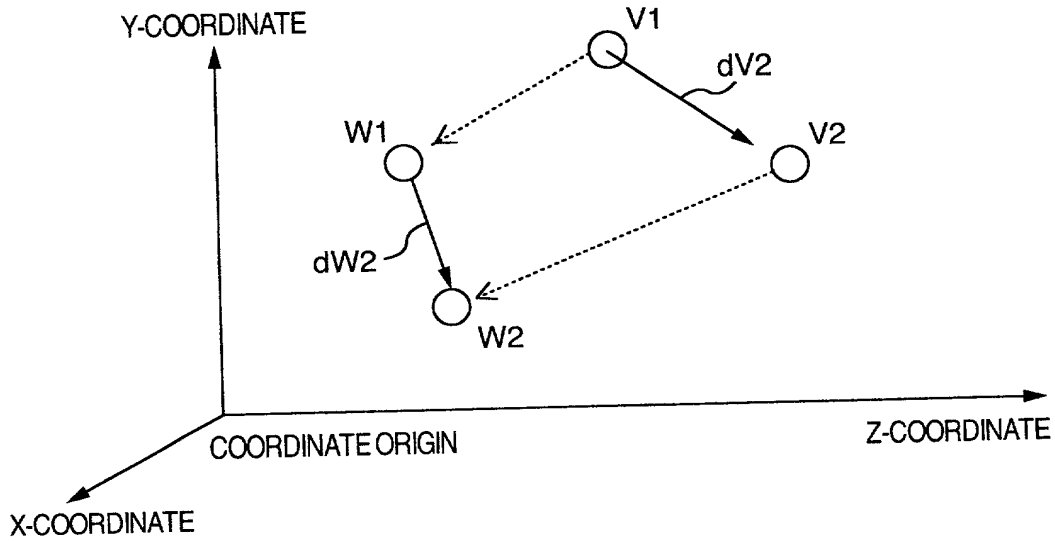 Y-COORDINATE
V1
dV2
W1
V2
dW2
W2
COORDINATE ORIGIN
Z-COORDINATE
X-COORDINATE